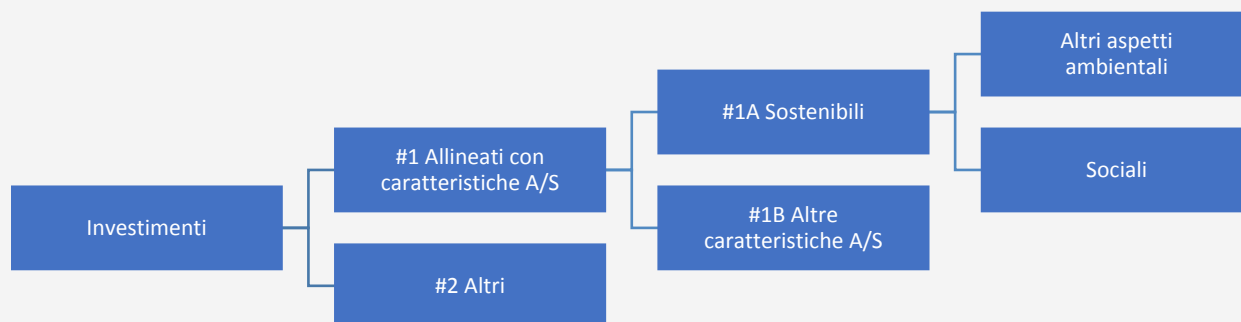 Investimenti
#1 Allineati con
caratteristiche A/S
#2 Altri
#1A Sostenibili
#1B Altre
caratteristiche A/S
Altri aspetti
ambientali
Sociali